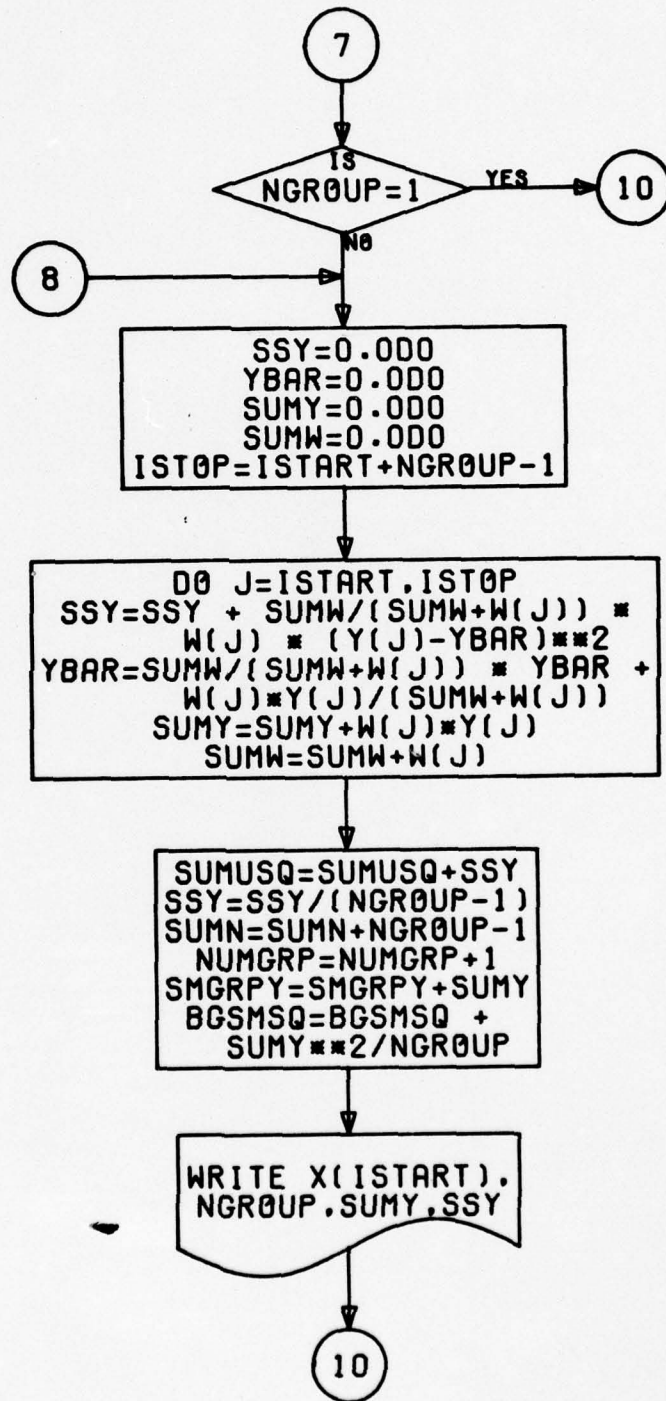 7
IS
NGROUP=1
YES
10
NO
8
SSY=0.0D0
YBAR=0.0D0
SUMY=0.0D0
SUMW=0.0D0
ISTOP=ISTART+NGROUP-1
DO J=ISTART,ISTOP
SSY=SSY + SUMW/(SUMW+W(J)) *
W(J) * (Y(J)-YBAR)**2
YBAR=SUMW/(SUMW+W(J)) * YBAR +
W(J)*Y(J)/(SUMW+W(J))
SUMY=SUMY+W(J)*Y(J)
SUMW=SUMW+W(J)
SUMUSQ=SUMUSQ+SSY
SSY=SSY/(NGROUP-1)
SUMN=SUMN+NGROUP-1
NUMGRP=NUMGRP+1
SMGRPY=SMGRPY+SUMY
BGSMSQ=BGSMSQ +
SUMY**2/NGROUP
WRITE X(ISTART),
NGROUP,SUMY,SSY
10